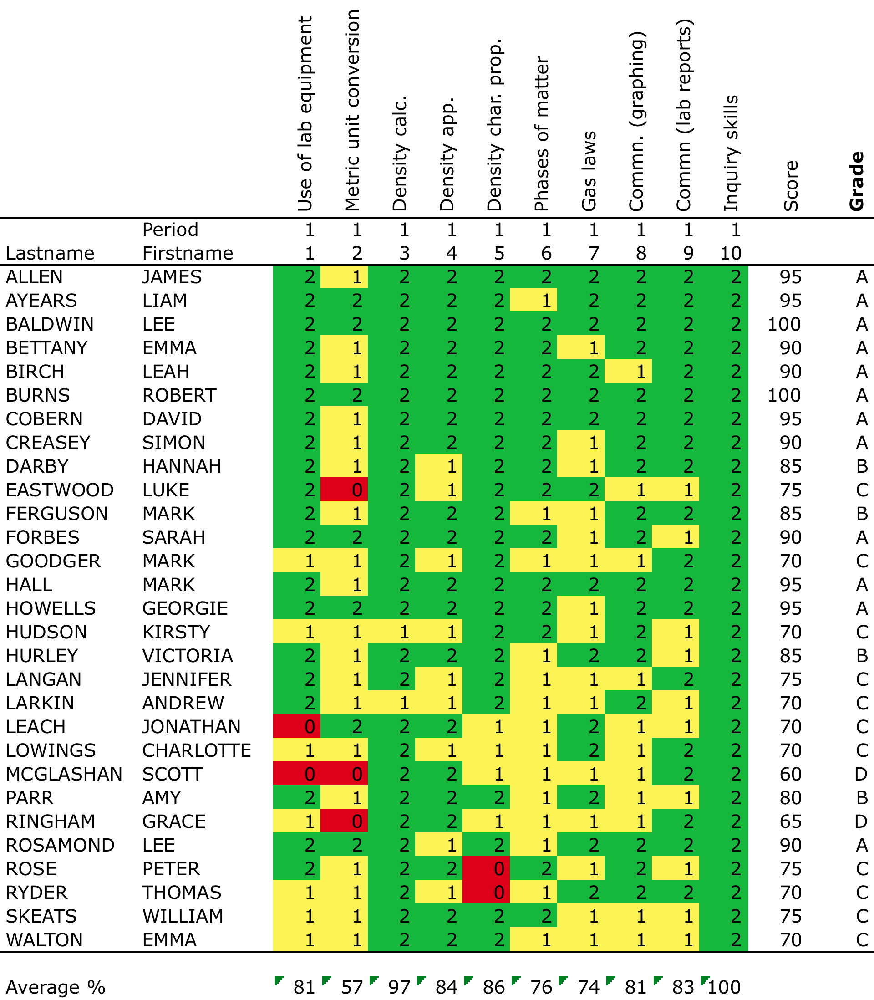 Use of lab equipment
Metric unit conversion
Density calc.
Density app.
Density char. prop.
Phases of matter
Gas laws
Commn. (graphing)
Commn (lab reports)
Inquiry skills
Score
Grade
Period 1 1 1 1 1 1 1 1 1 1
Lastname Firstname 1 2 3 4 5 6 7 8 9 10
ALLEN JAMES 2 1 2 2 2 2 2 2 2 2 95 A
AYEARS LIAM 2 2 2 2 2 1 2 2 2 2 95 A
BALDWIN LEE 2 2 2 2 2 2 2 2 2 2 100 A
BETTANY EMMA 2 1 2 2 2 2 1 2 2 2 90 A
BIRCH LEAH 2 1 2 2 2 2 2 1 2 2 90 A
BURNS ROBERT 2 2 2 2 2 2 2 2 2 2 100 A
COBERN DAVID 2 1 2 2 2 2 2 2 2 2 95 A
CREASEY SIMON 2 1 2 2 2 2 1 2 2 2 90 A
DARBY HANNAH 2 1 2 1 2 2 1 2 2 2 85 B
EASTWOOD LUKE 2 0 2 1 2 2 2 1 1 2 75 C
FERGUSON MARK 2 1 2 2 2 1 1 2 2 2 85 B
FORBES SARAH 2 2 2 2 2 2 1 2 1 2 90 A
GOODGER MARK 1 1 2 1 2 1 1 1 2 2 70 C
HALL MARK 2 1 2 2 2 2 2 2 2 2 95 A
HOWELLS GEORGIE 2 2 2 2 2 2 1 2 2 2 95 A
HUDSON KIRSTY 1 1 1 1 2 2 1 2 1 2 70 C
HURLEY VICTORIA 2 1 2 2 2 1 2 2 1 2 85 B
LANGAN JENNIFER 2 1 2 1 2 1 1 1 2 2 75 C
LARKIN ANDREW 2 1 1 1 2 1 1 2 1 2 70 C
LEACH JONATHAN 0 2 2 2 1 1 2 1 1 2 70 C
LOWINGS CHARLOTTE 1 1 2 1 1 1 2 1 2 2 70 C
MCGLASHAN SCOTT 0 0 2 2 1 1 1 1 2 2 60 D
PARR AMY 2 1 2 2 2 1 2 1 1 2 80 B
RINGHAM GRACE 1 0 2 2 1 1 1 1 2 2 65 D
ROSAMOND LEE 2 2 2 1 2 1 2 2 2 2 90 A
ROSE PETER 2 1 2 2 0 2 1 2 1 2 75 C
RYDER THOMAS 1 1 2 1 0 1 2 2 2 2 70 C
SKEATS WILLIAM 1 1 2 2 2 2 1 1 1 2 75 C
WALTON EMMA 1 1 2 2 2 1 1 1 1 2 70 C
Average % 81 57 97 84 86 76 74 81 83 100